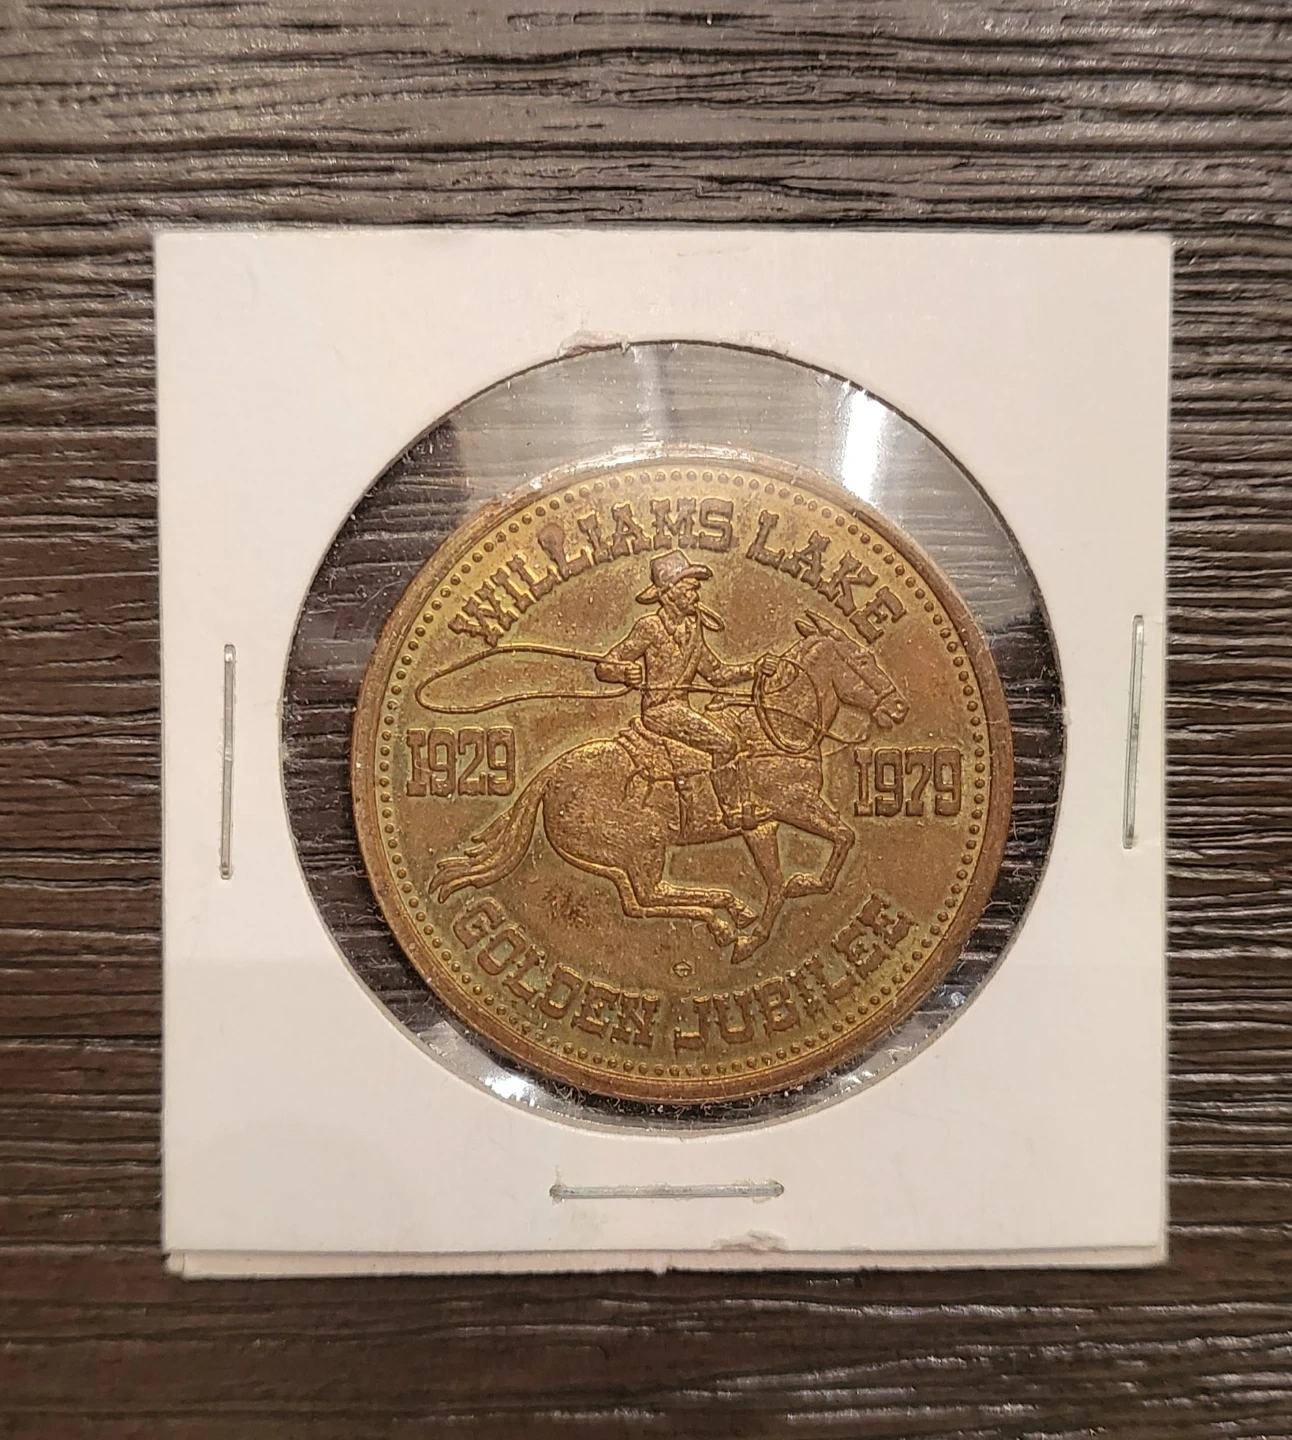 WILLIAMS LAKE
1929
1979
GOLDEN JUBILEE